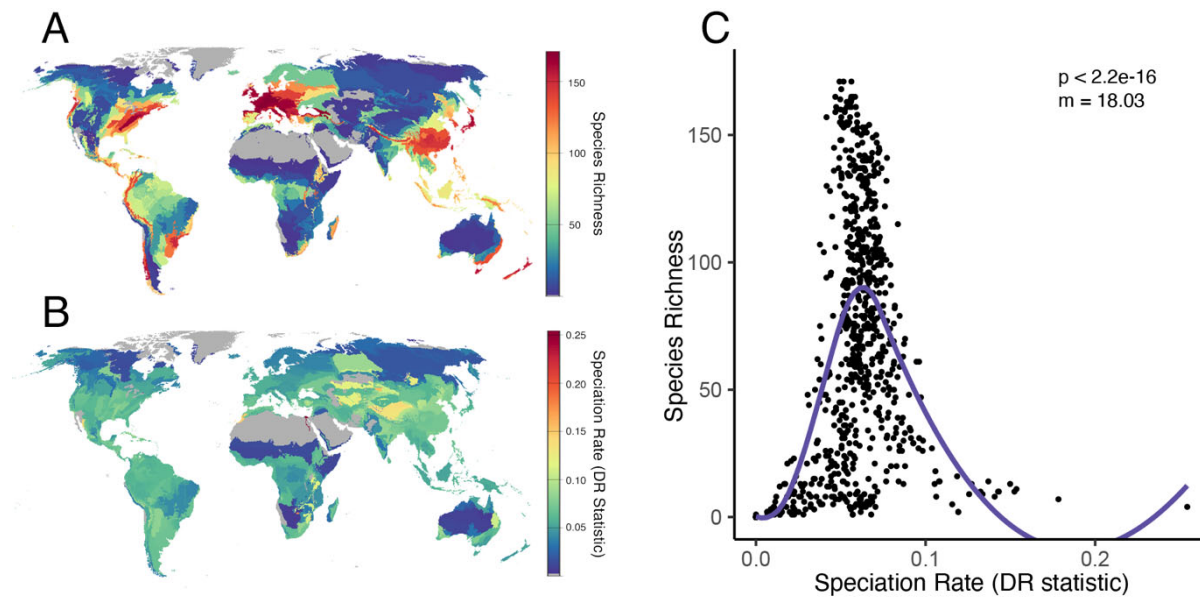 A
150
100
50
Species Richness
B
0.25
0.20
0.15
0.10
0.05
Speciation Rate (DR Statistic)
C
p < 2.2e-16
m = 18.03
150
100
50
0
Species Richness
0.0
0.1
0.2
Speciation Rate (DR statistic)